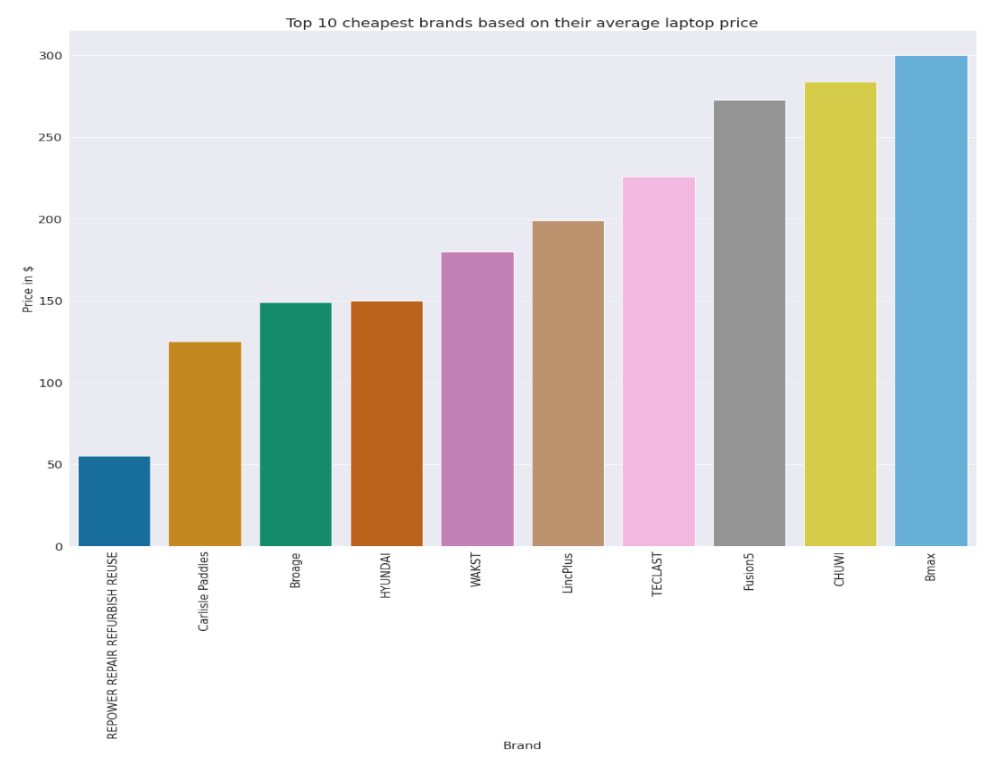 Top 10 cheapest brands based on their average laptop price
Price in $
300
250
200
150
100
50
0
REPOWER REPAIR REFURBISH REUSE
Carlisle Paddles
Broage
HYUNDAI
WAKST
LincPlus
TECLAST
Fusion5
CHUWI
Bmax
Brand